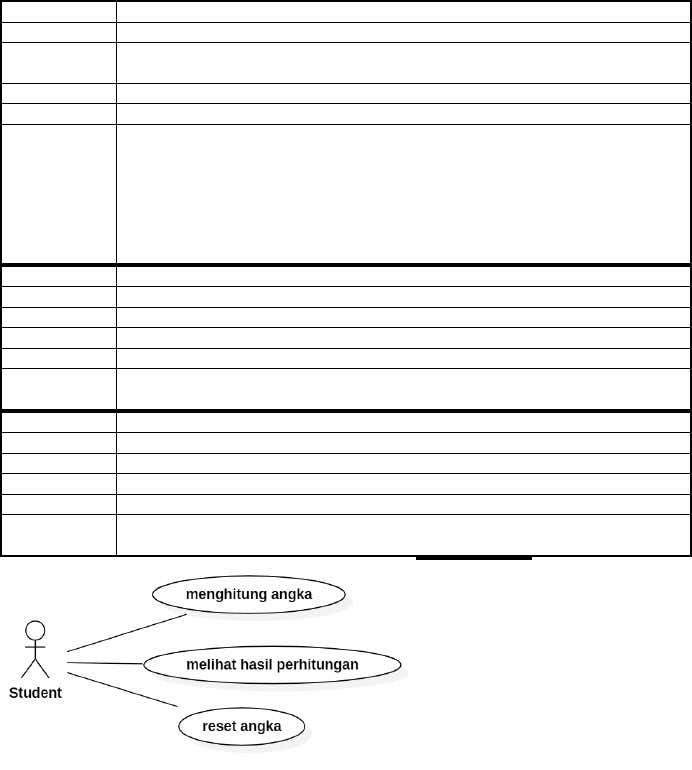 menghitung angka
melihat hasil perhitungan
Student
reset angka